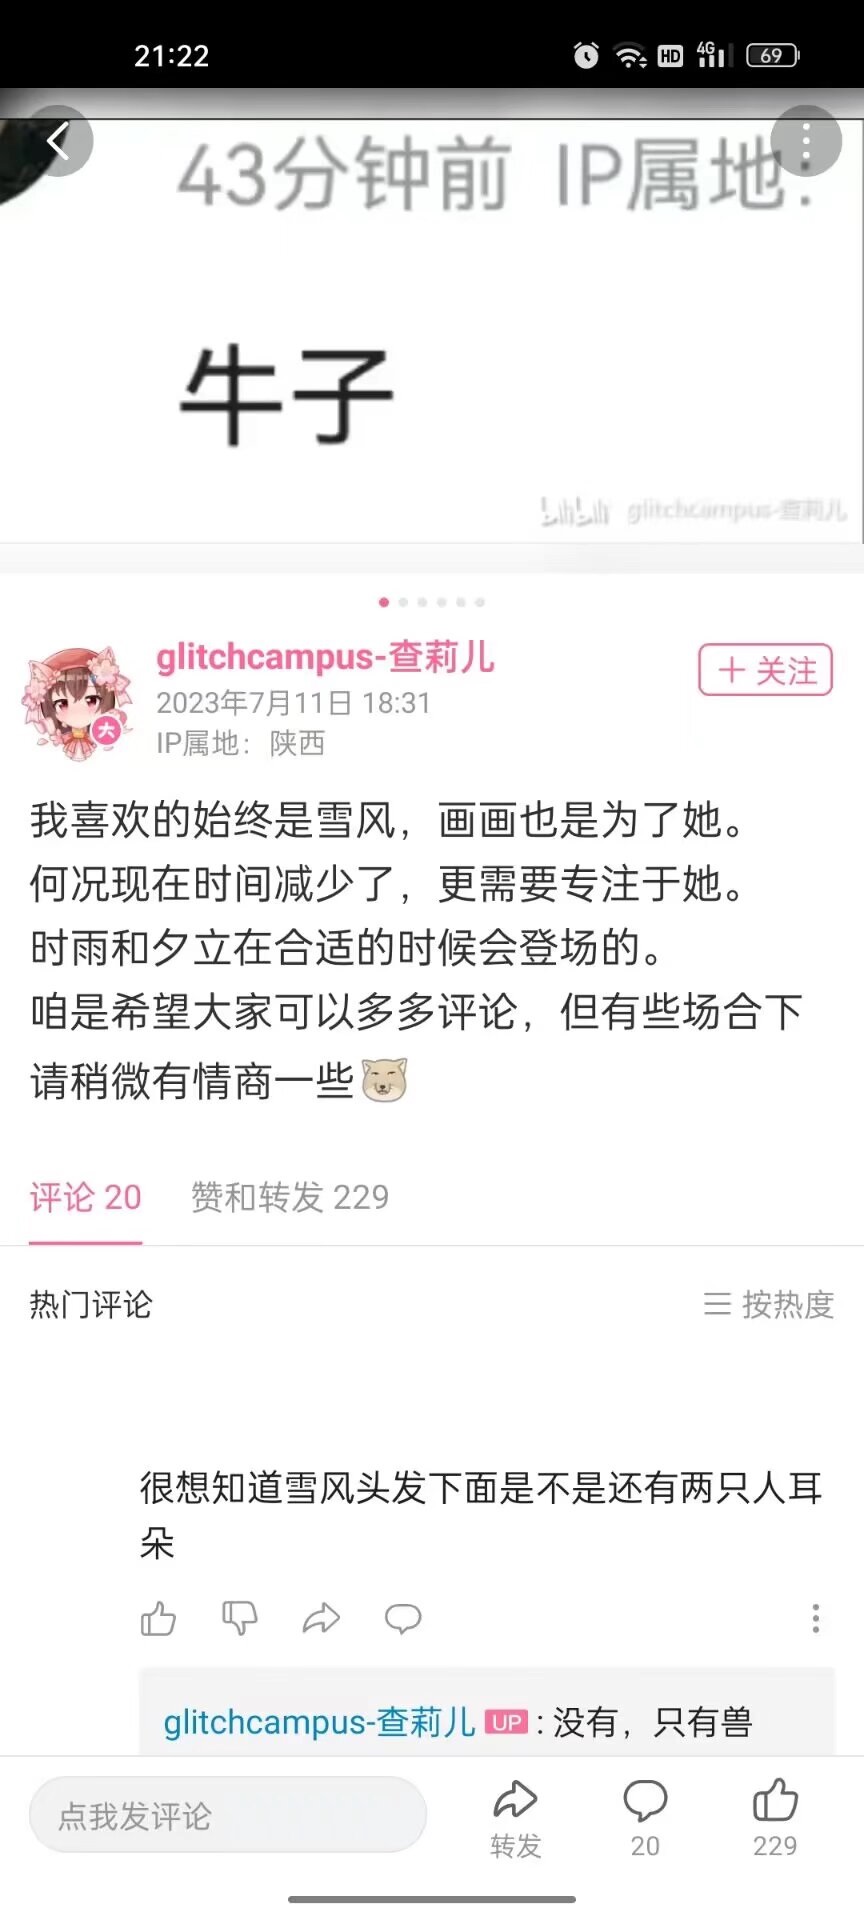 21:22
HD 4G 69
43分钟前 IP属地:
牛子
bilibili glitchcampus-查莉儿
glitchcampus-查莉儿
大
+ 关注
2023年7月11日 18:31
IP属地：陕西
我喜欢的始终是雪风，画画也是为了她。
何况现在时间减少了，更需要专注于她。
时雨和夕立在合适的时候会登场的。
咱是希望大家可以多多评论，但有些场合下
请稍微有情商一些
评论 20 赞和转发 229
热门评论 按热度
很想知道雪风头发下面是不是还有两只人耳
朵
glitchcampus-查莉儿 UP : 没有，只有兽
点我发评论
转发 20 229